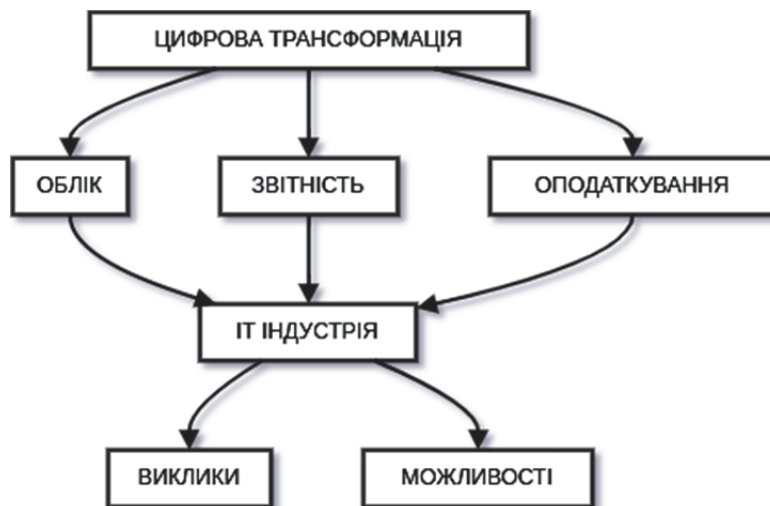 ЦИФРОВА ТРАНСФОРМАЦІЯ
ОБЛІК
ЗВІТНІСТЬ
ОПОДАТКУВАННЯ
ІТ ІНДУСТРІЯ
ВИКЛИКИ
МОЖЛИВОСТІ